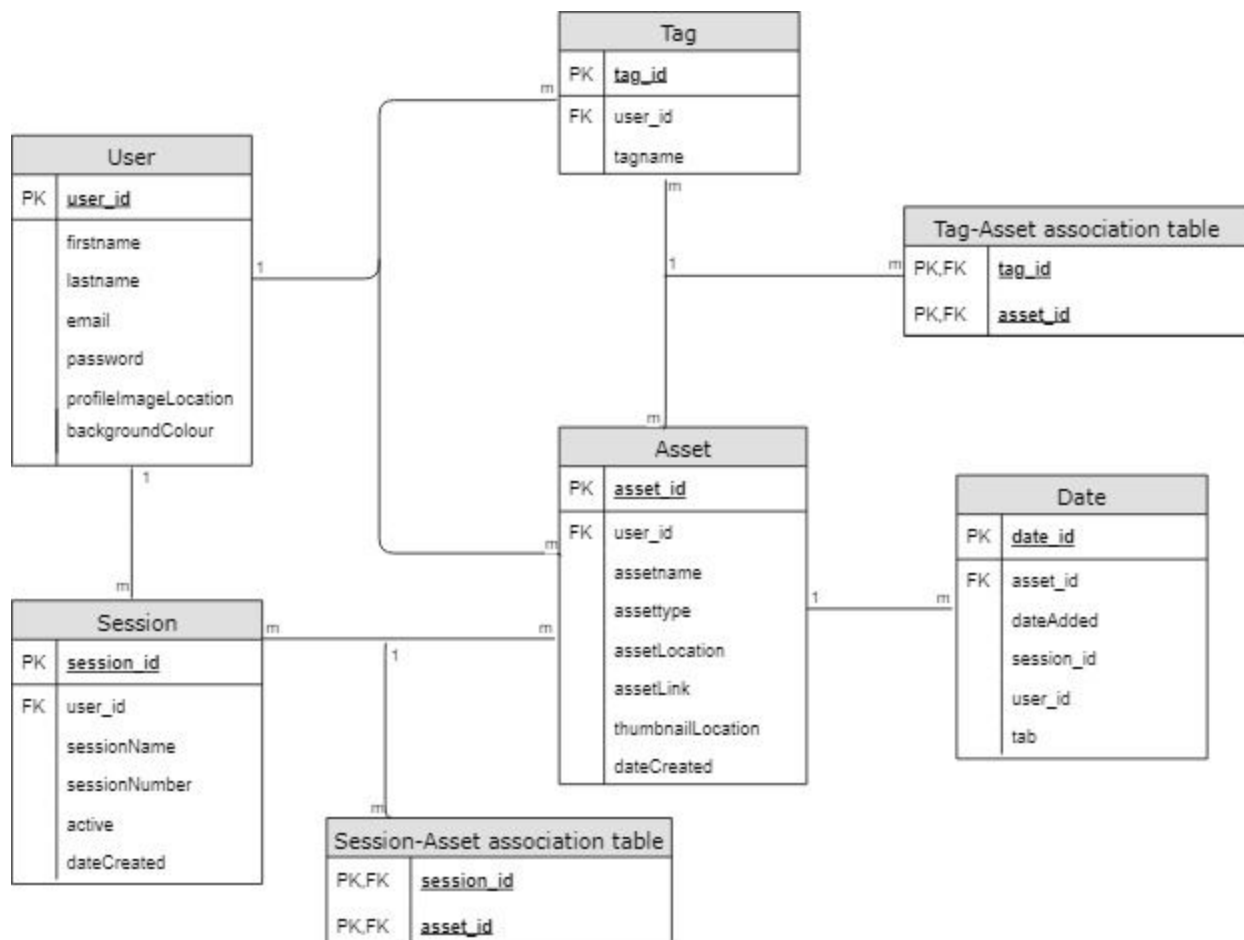 Tag
PK tag_id
FK user_id
tagname
User
PK user_id
firstname
lastname
email
password
profileImageLocation
backgroundColour
Tag-Asset association table
PK,FK tag_id
PK,FK asset_id
Asset
PK asset_id
FK user_id
assetname
assettype
assetLocation
assetLink
thumbnailLocation
dateCreated
Date
PK date_id
FK asset_id
dateAdded
session_id
user_id
tab
Session
PK session_id
FK user_id
sessionName
sessionNumber
active
dateCreated
Session-Asset association table
PK,FK session_id
PK,FK asset_id
1
m
m
1
m
m
m
1
m
m
m
1
m
1
m